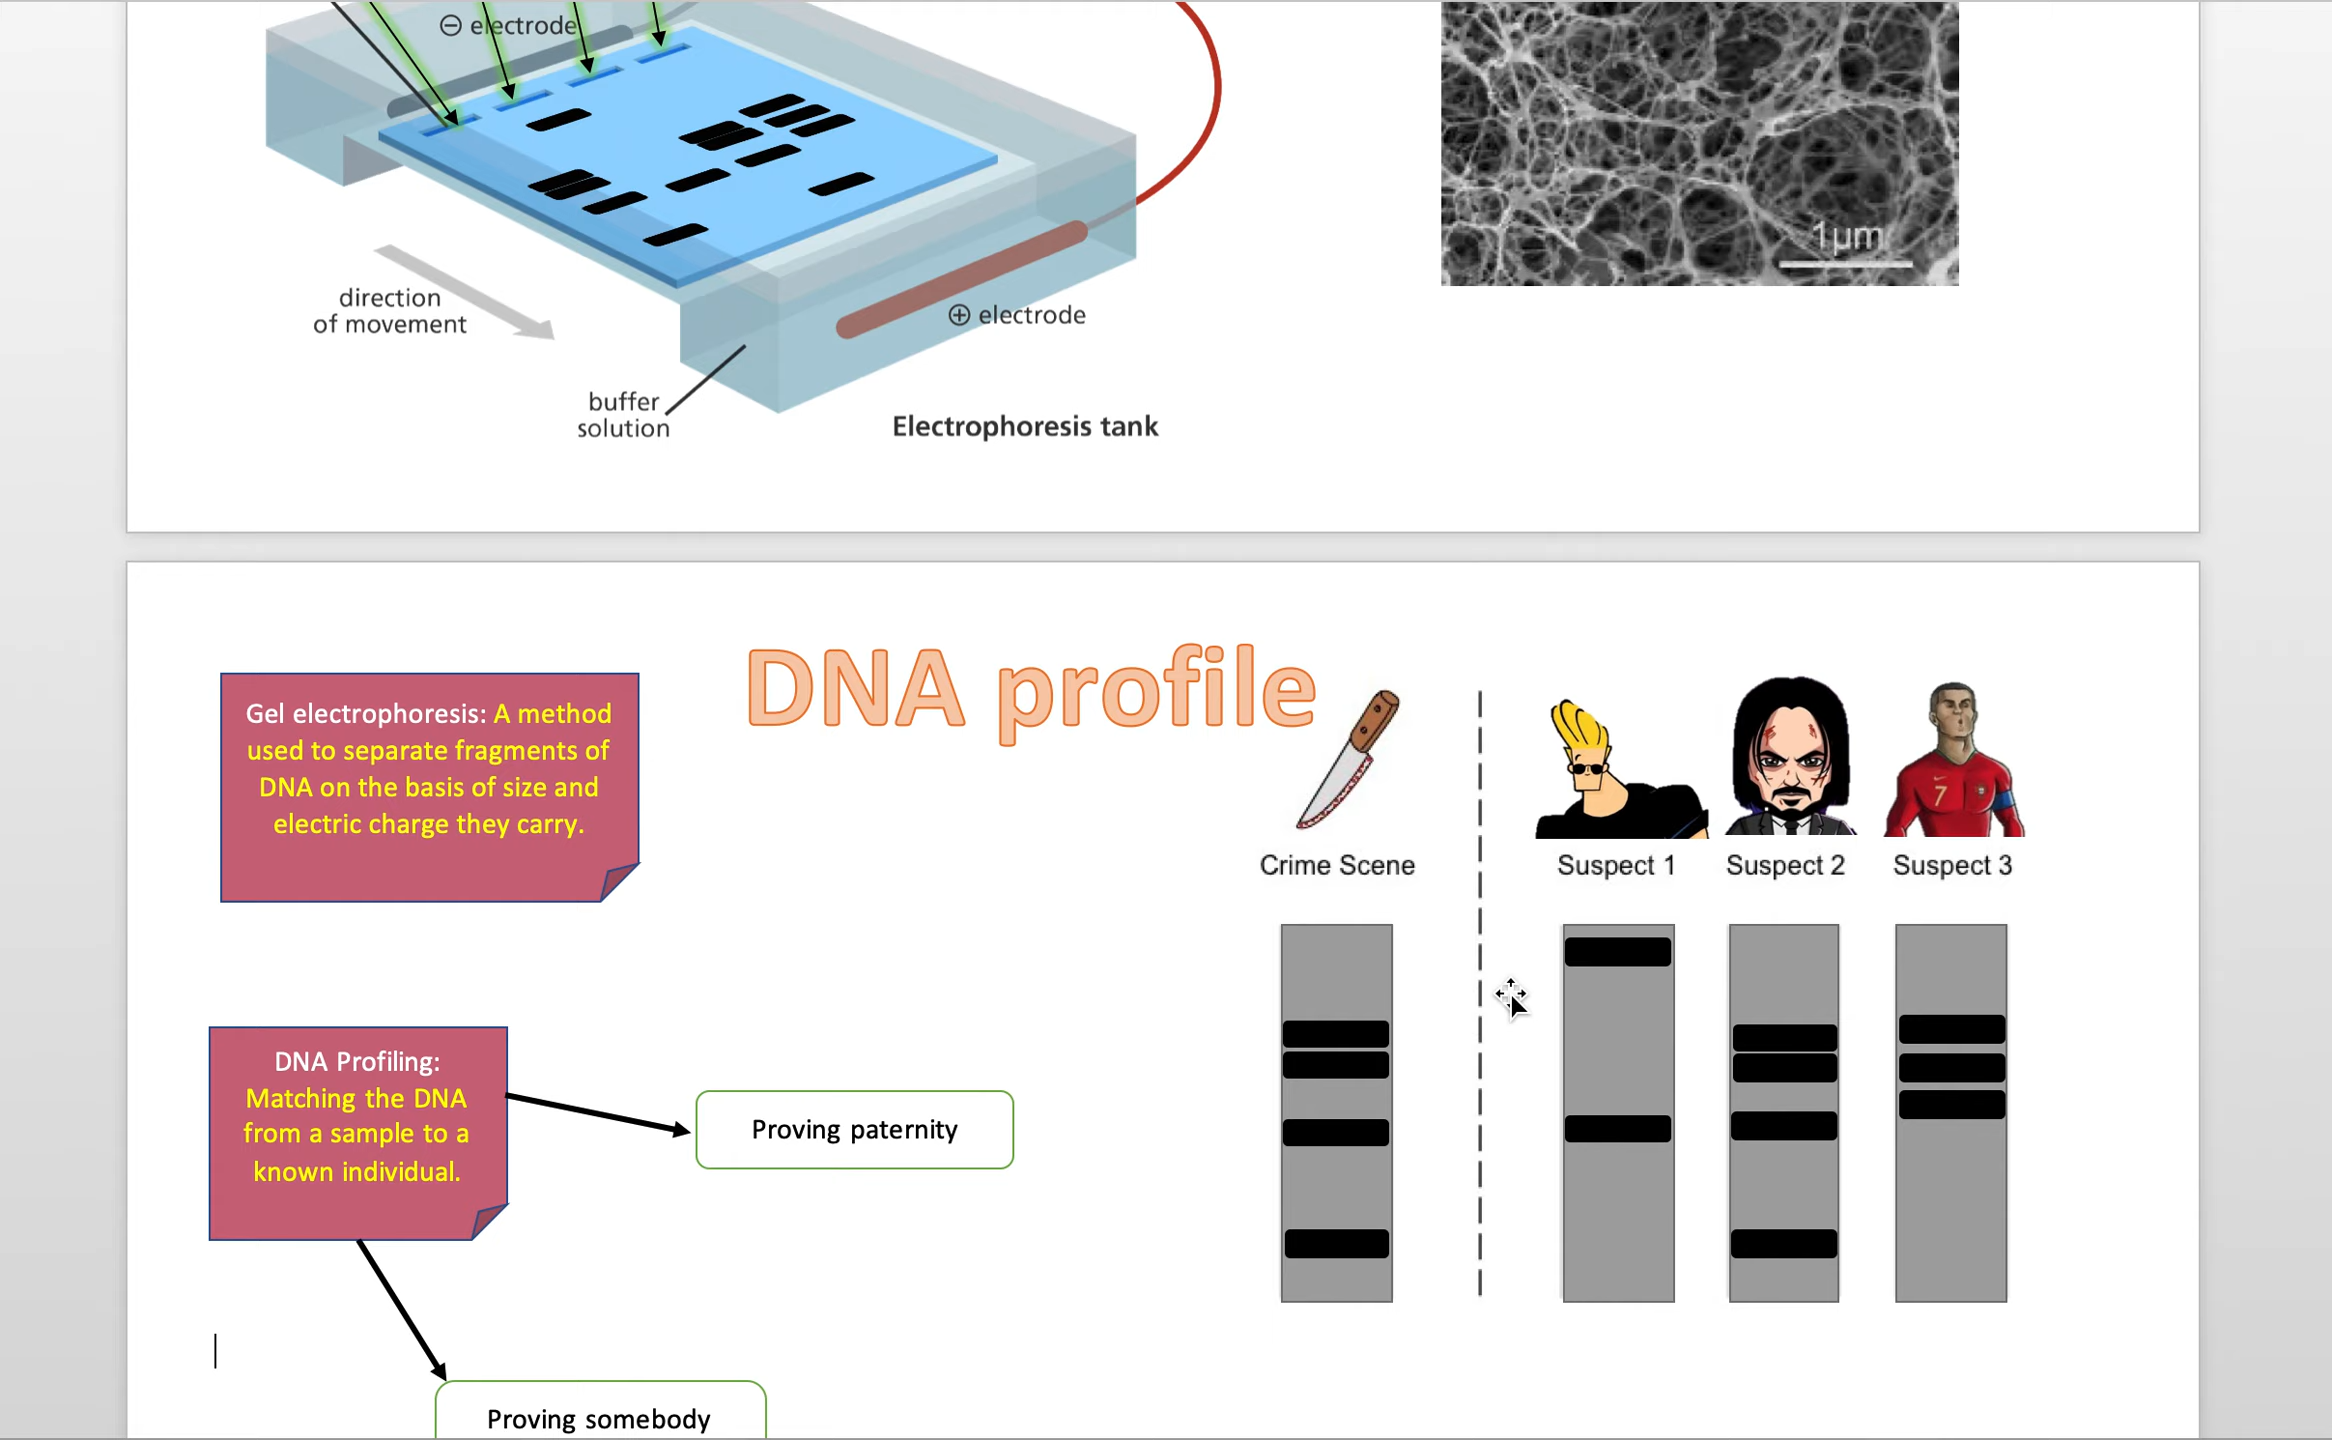 ⊖ electrode
1μm
direction
of movement
⊕ electrode
buffer
solution
Electrophoresis tank
DNA profile
Gel electrophoresis: A method
used to separate fragments of
DNA on the basis of size and
electric charge they carry.
7
Crime Scene
Suspect 1
Suspect 2
Suspect 3
DNA Profiling:
Matching the DNA
from a sample to a
known individual.
Proving paternity
Proving somebody